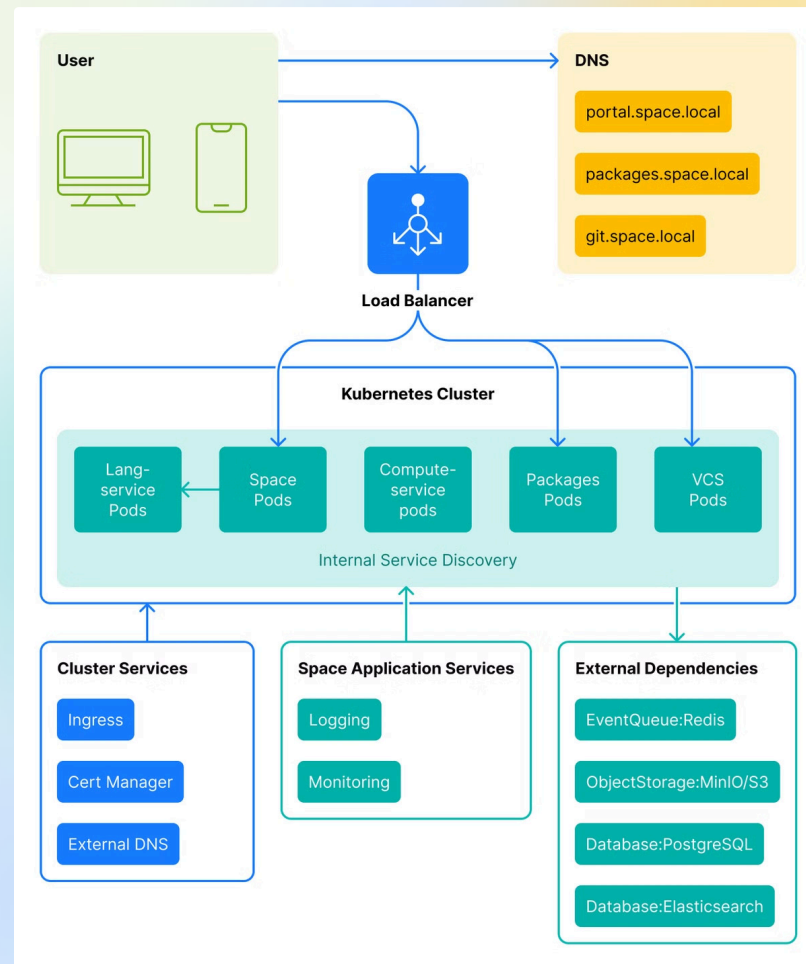 User
DNS
portal.space.local
packages.space.local
git.space.local
Load Balancer
Kubernetes Cluster
Lang-
service
Pods
Space
Pods
Compute-
service
pods
Packages
Pods
VCS
Pods
Internal Service Discovery
Cluster Services
Ingress
Cert Manager
External DNS
Space Application Services
Logging
Monitoring
External Dependencies
EventQueue:Redis
ObjectStorage:MinIO/S3
Database:PostgreSQL
Database:Elasticsearch